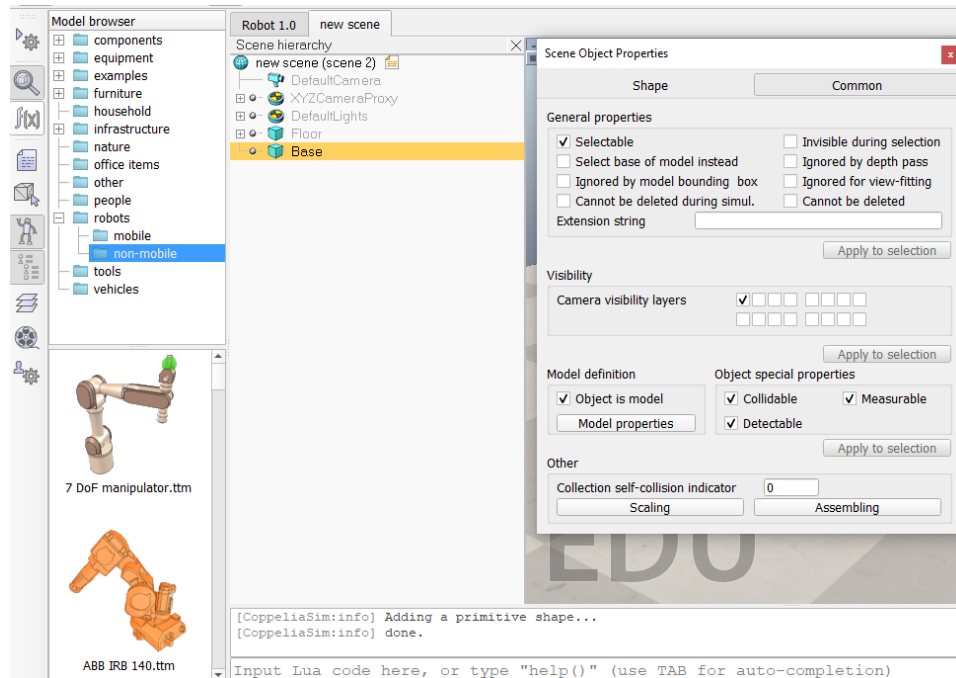 Model browser
components
equipment
examples
furniture
household
infrastructure
nature
office items
other
people
robots
mobile
non-mobile
tools
vehicles
7 DoF manipulator.ttm
ABB IRB 140.ttm
Robot 1.0 new scene
Scene hierarchy
new scene (scene 2)
DefaultCamera
XYZCameraProxy
DefaultLights
Floor
Base
Scene Object Properties x
Shape Common
General properties
Selectable Invisible during selection
Select base of model instead Ignored by depth pass
Ignored by model bounding box Ignored for view-fitting
Cannot be deleted during simul. Cannot be deleted
Extension string
Apply to selection
Visibility
Camera visibility layers
Apply to selection
Model definition Object special properties
Object is model Collidable Measurable
Model properties Detectable
Apply to selection
Other
Collection self-collision indicator 0
Scaling Assembling
EDU
[CoppeliaSim:info] Adding a primitive shape...
[CoppeliaSim:info] done.
Input Lua code here, or type "help()" (use TAB for auto-completion)
f(x)